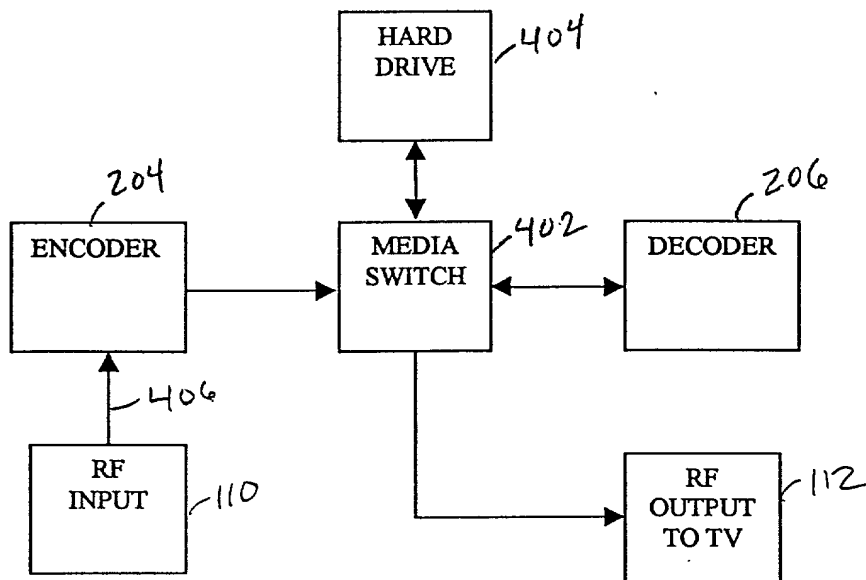 HARD
DRIVE
404
204
206
ENCODER
MEDIA
SWITCH
402
DECODER
406
RF
INPUT
110
RF
OUTPUT
TO TV
112